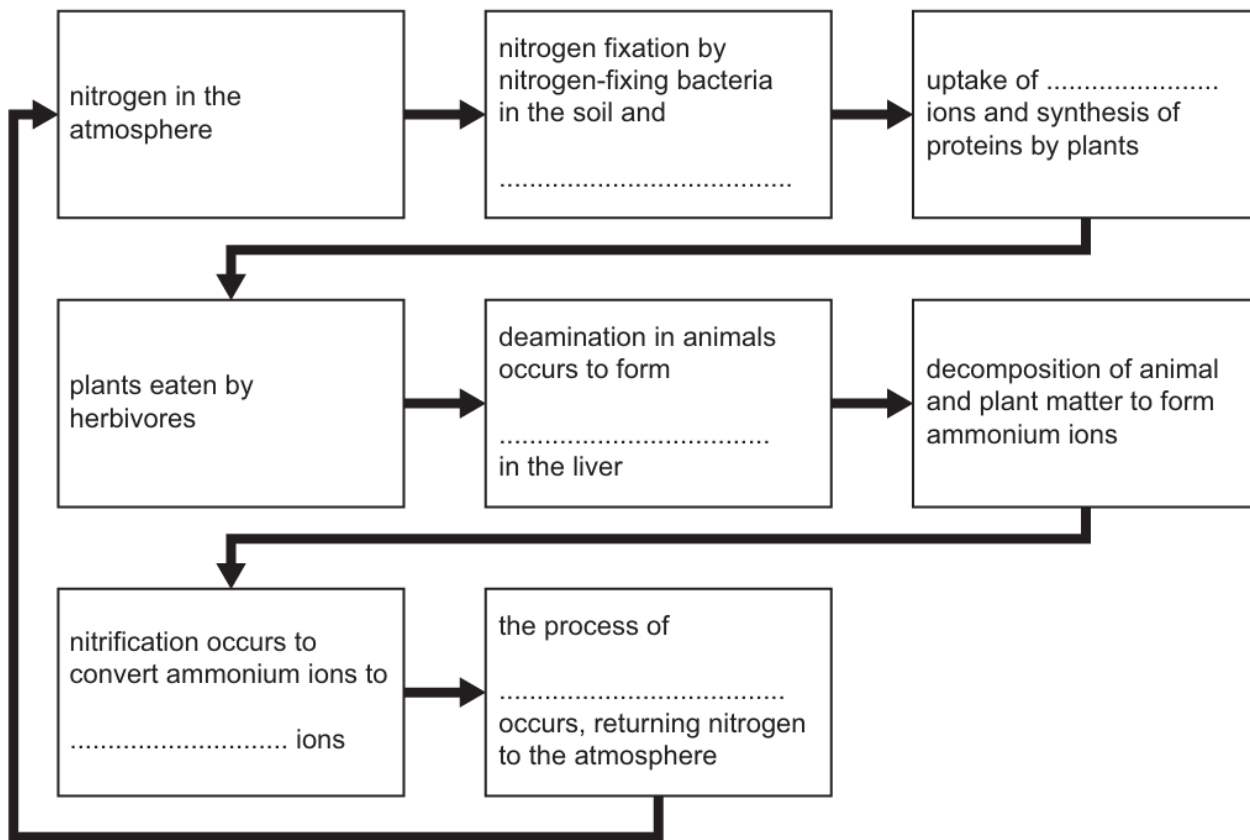 nitrogen in the
atmosphere
nitrogen fixation by
nitrogen-fixing bacteria
in the soil and
.......................................
uptake of .......................
ions and synthesis of
proteins by plants
plants eaten by
herbivores
deamination in animals
occurs to form
....................................
in the liver
decomposition of animal
and plant matter to form
ammonium ions
nitrification occurs to
convert ammonium ions to
............................. ions
the process of
......................................
occurs, returning nitrogen
to the atmosphere